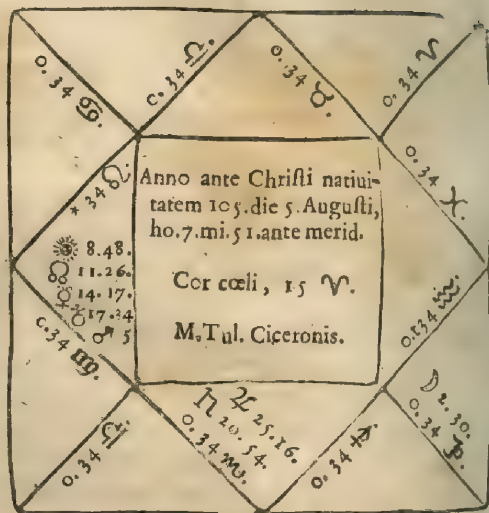 0. 34 ♋.
0. 34 ♎.
0. 34 ♉.
0. 34 ♈
34 ♌
0. 34 ♓.
Anno ante Christi natiui-
tatem 105. die 5. Augusti,
ho. 7. mi. 51. ante merid.
Cor cœli, 15 ♈.
M. Tul. Ciceronis.
☉ 8.48.
☊ 11.26.
14.17.
17.34
♂ 5
0. 34 ♍.
34 ♒.
♃ 25.16.
♄ 20. 54.
0. 34 ♏.
☽ 2. 30.
0. 34 ♑.
0. 34 ♎.
0. 34 ♐.